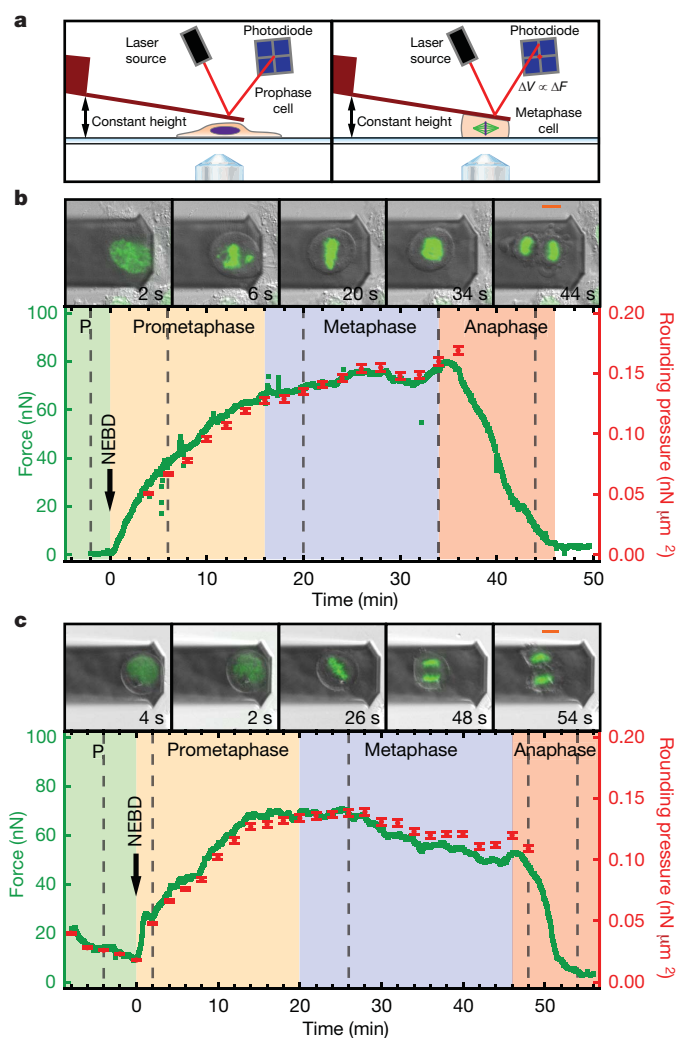 a
Laser source
Photodiode
Prophase cell
Constant height
Laser source
Photodiode
ΔV ∝ ΔF
Metaphase cell
Constant height
b
2 s
6 s
20 s
34 s
44 s
P
Prometaphase
Metaphase
Anaphase
NEBD
100
80
60
40
20
0
Force (nN)
0.20
0.15
0.10
0.05
0.00
Rounding pressure (nN μm2)
0
10
20
30
40
50
Time (min)
c
4 s
2 s
26 s
48 s
54 s
P
Prometaphase
Metaphase
Anaphase
NEBD
100
80
60
40
20
0
Force (nN)
0.20
0.15
0.10
0.05
0.00
Rounding pressure (nN μm2)
0
10
20
30
40
50
Time (min)